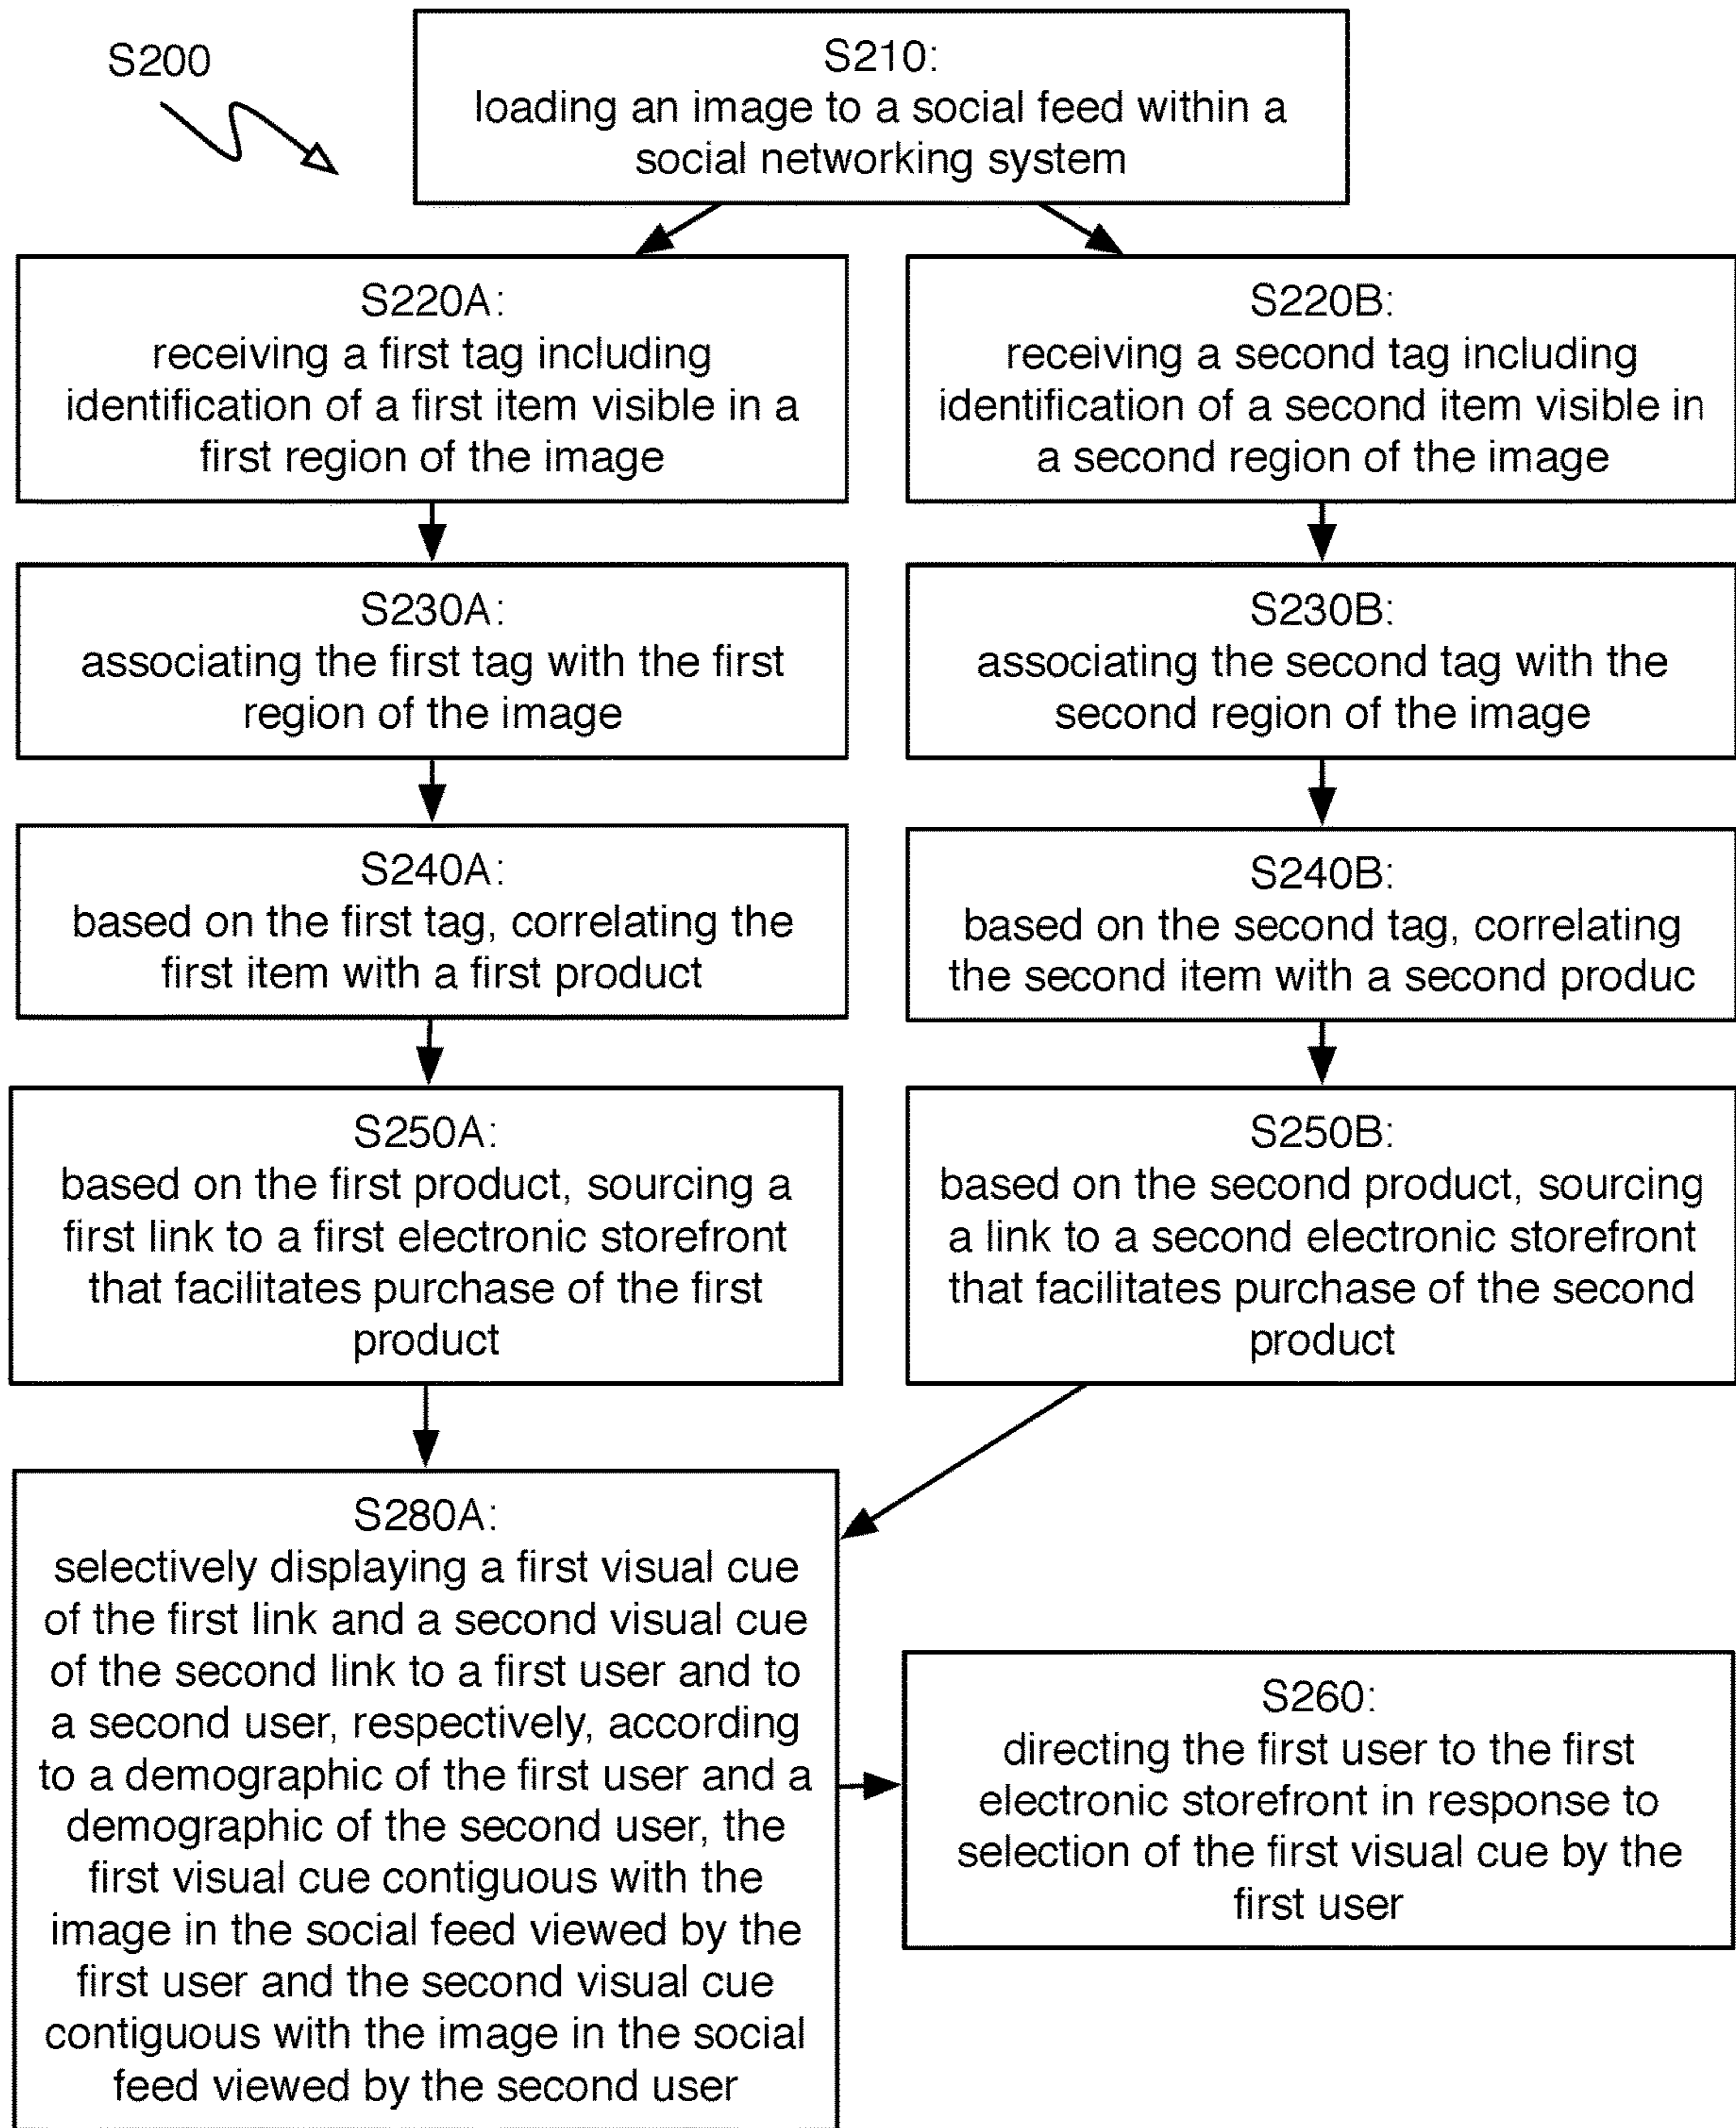 S200
S210:
loading an image to a social feed within a
social networking system
S220A:
receiving a first tag including
identification of a first item visible in a
first region of the image
S220B:
receiving a second tag including
identification of a second item visible in
a second region of the image
S230A:
associating the first tag with the first
region of the image
S230B:
associating the second tag with the
second region of the image
S240A:
based on the first tag, correlating the
first item with a first product
S240B:
based on the second tag, correlating
the second item with a second produc
S250A:
based on the first product, sourcing a
first link to a first electronic storefront
that facilitates purchase of the first
product
S250B:
based on the second product, sourcing
a link to a second electronic storefront
that facilitates purchase of the second
product
S280A:
selectively displaying a first visual cue
of the first link and a second visual cue
of the second link to a first user and to
a second user, respectively, according
to a demographic of the first user and a
demographic of the second user, the
first visual cue contiguous with the
image in the social feed viewed by the
first user and the second visual cue
contiguous with the image in the social
feed viewed by the second user
S260:
directing the first user to the first
electronic storefront in response to
selection of the first visual cue by the
first user